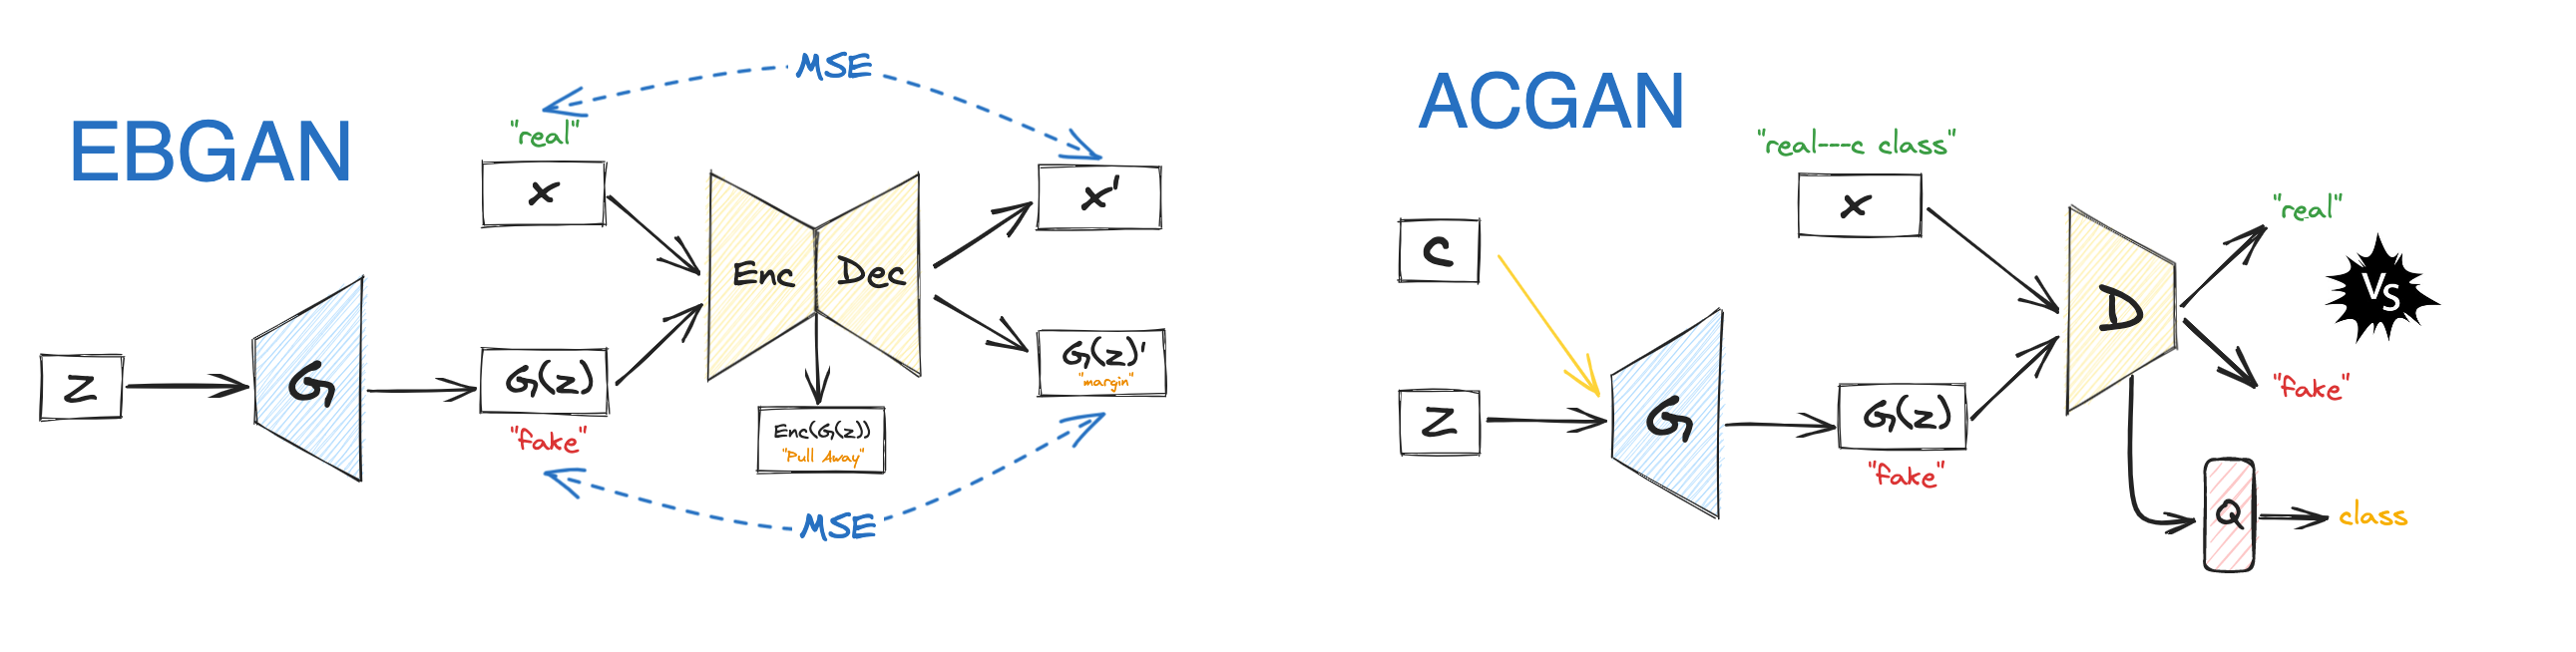 EBGAN
MSE
"real"
x
x'
Enc
Dec
z
G
G(z)
"fake"
G(z)'
"margin"
Enc(G(z))
"Pull Away"
MSE
ACGAN
"real---c class"
x
c
z
G
G(z)
"fake"
D
"real"
VS
"fake"
Q
class